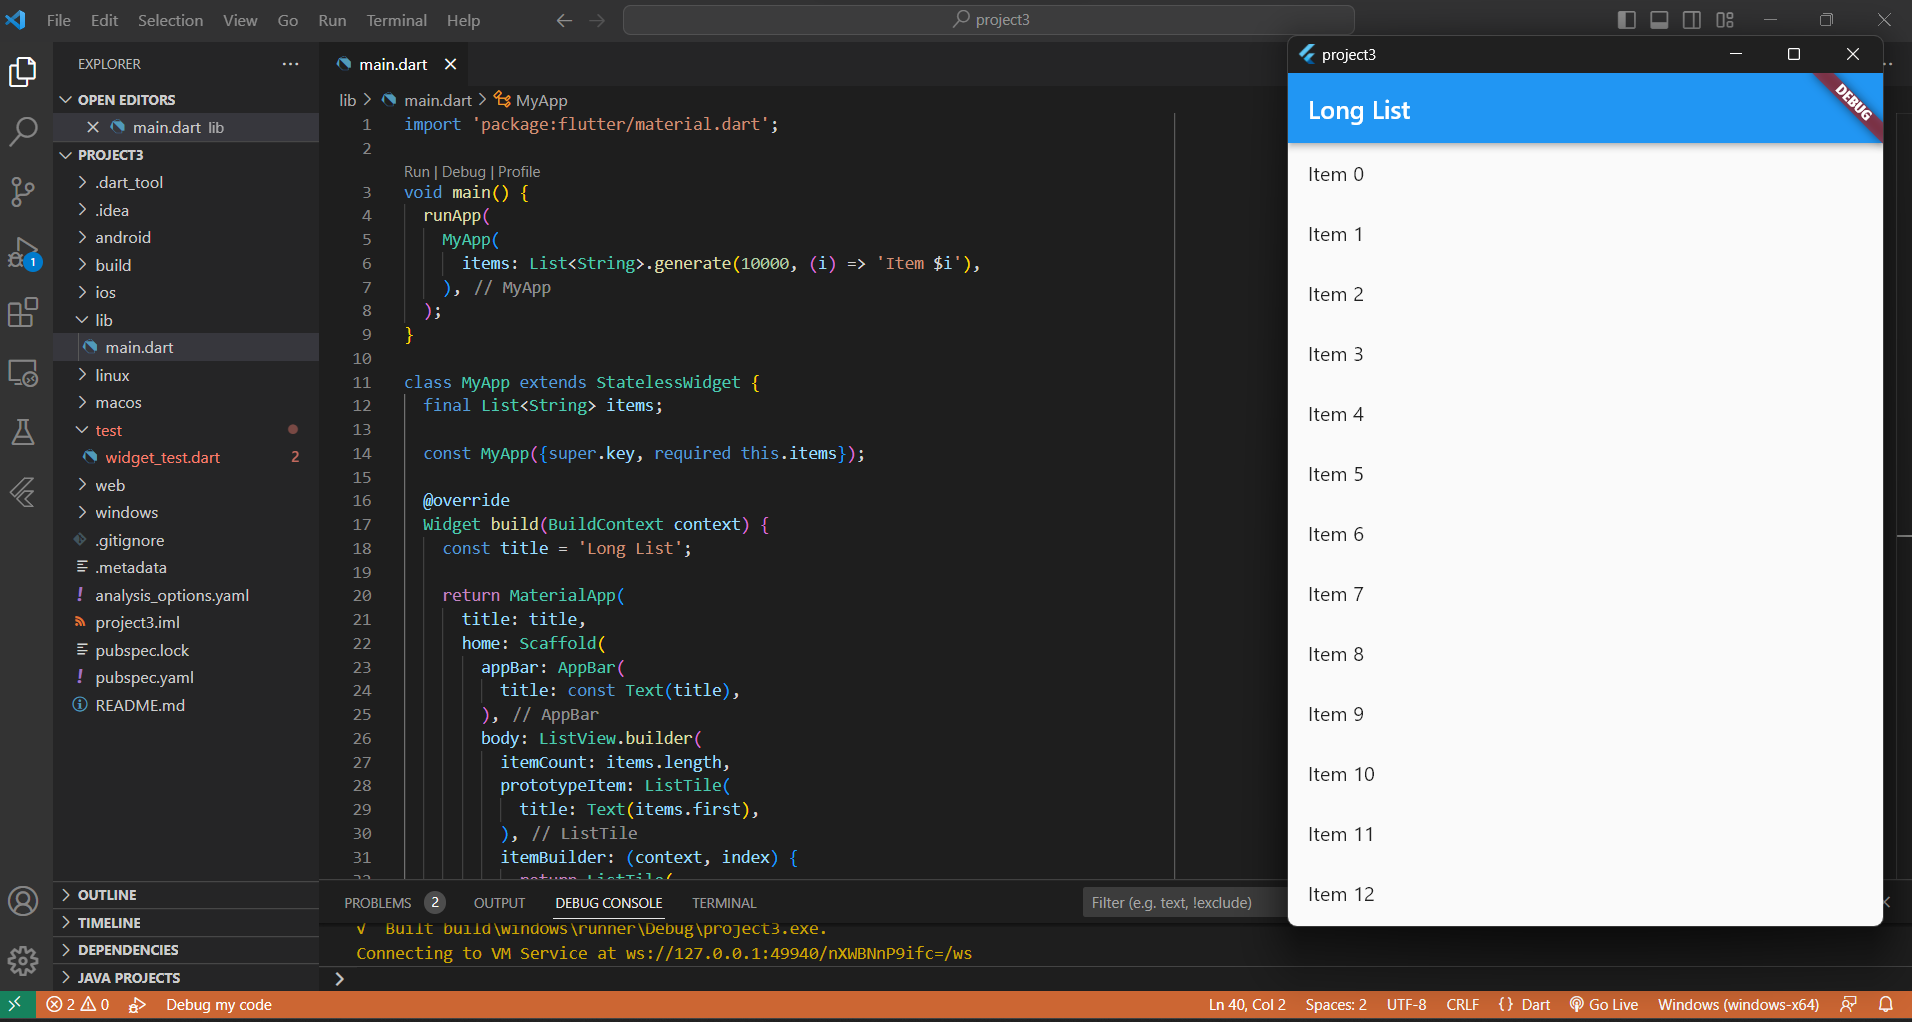 File Edit Selection View Go Run Terminal Help
project3
EXPLORER
OPEN EDITORS
main.dart lib
PROJECT3
.dart_tool
.idea
android
build
ios
lib
main.dart
linux
macos
test
widget_test.dart 2
web
windows
.gitignore
.metadata
analysis_options.yaml
project3.iml
pubspec.lock
pubspec.yaml
README.md
OUTLINE
TIMELINE
DEPENDENCIES
JAVA PROJECTS
1
main.dart
lib > main.dart > MyApp
1 import 'package:flutter/material.dart';
2
Run | Debug | Profile
3 void main() {
4 runApp(
5 MyApp(
6 items: List<String>.generate(10000, (i) => 'Item $i'),
7 ), // MyApp
8 );
9 }
10
11 class MyApp extends StatelessWidget {
12 final List<String> items;
13
14 const MyApp({super.key, required this.items});
15
16 @override
17 Widget build(BuildContext context) {
18 const title = 'Long List';
19
20 return MaterialApp(
21 title: title,
22 home: Scaffold(
23 appBar: AppBar(
24 title: const Text(title),
25 ), // AppBar
26 body: ListView.builder(
27 itemCount: items.length,
28 prototypeItem: ListTile(
29 title: Text(items.first),
30 ), // ListTile
31 itemBuilder: (context, index) {
32 return ListTile(
PROBLEMS 2 OUTPUT DEBUG CONSOLE TERMINAL
Filter (e.g. text, !exclude)
√ Built build\windows\runner\Debug\project3.exe.
Connecting to VM Service at ws://127.0.0.1:49940/nXWBNnP9ifc=/ws
project3
Long List
DEBUG
Item 0
Item 1
Item 2
Item 3
Item 4
Item 5
Item 6
Item 7
Item 8
Item 9
Item 10
Item 11
Item 12
2 0 Debug my code
Ln 40, Col 2 Spaces: 2 UTF-8 CRLF {} Dart Go Live Windows (windows-x64)